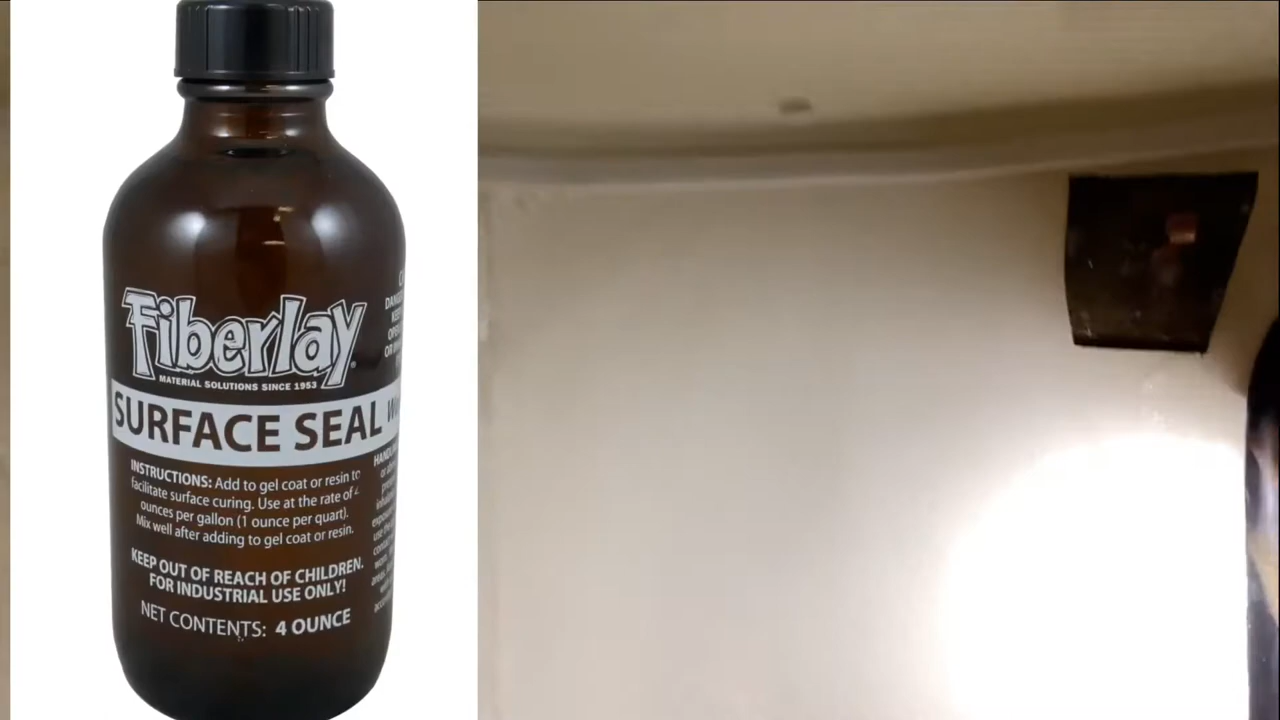 Fiberlay
MATERIAL SOLUTIONS SINCE 1953
SURFACE SEAL
INSTRUCTIONS: Add to gel coat or resin to
facilitate surface curing. Use at the rate of 4
ounces per gallon (1 ounce per quart).
Mix well after adding to gel coat or resin.
KEEP OUT OF REACH OF CHILDREN.
FOR INDUSTRIAL USE ONLY!
NET CONTENTS: 4 OUNCE